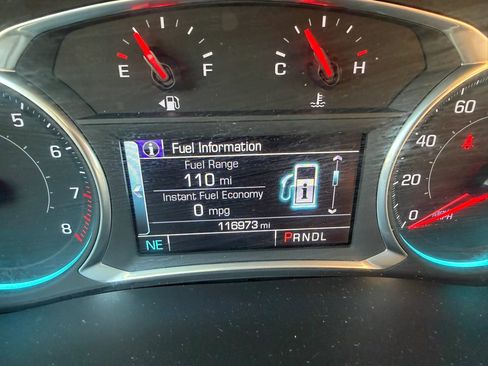 E F
C H
Fuel Information
Fuel Range
110 mi
Instant Fuel Economy
0 mpg
116973 mi
NE
PRNDL
5
6
7
8
60
40
20
0